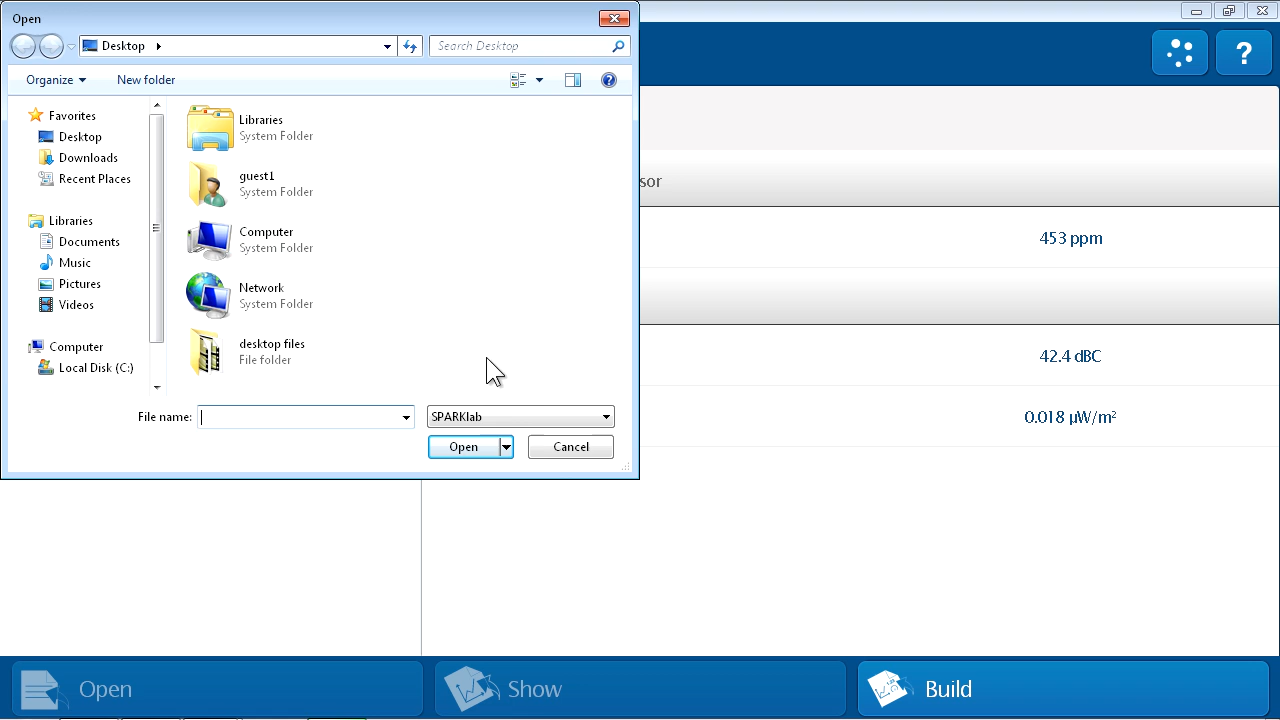 Open
Desktop
Search Desktop
Organize
New folder
Favorites
Desktop
Downloads
Recent Places
Libraries
Documents
Music
Pictures
Videos
Computer
Local Disk (C:)
Libraries
System Folder
guest1
System Folder
Computer
System Folder
Network
System Folder
desktop files
File folder
File name:
SPARKlab
Open
Cancel
?
sor
453 ppm
42.4 dBC
0.018 µW/m²
Open
Show
Build